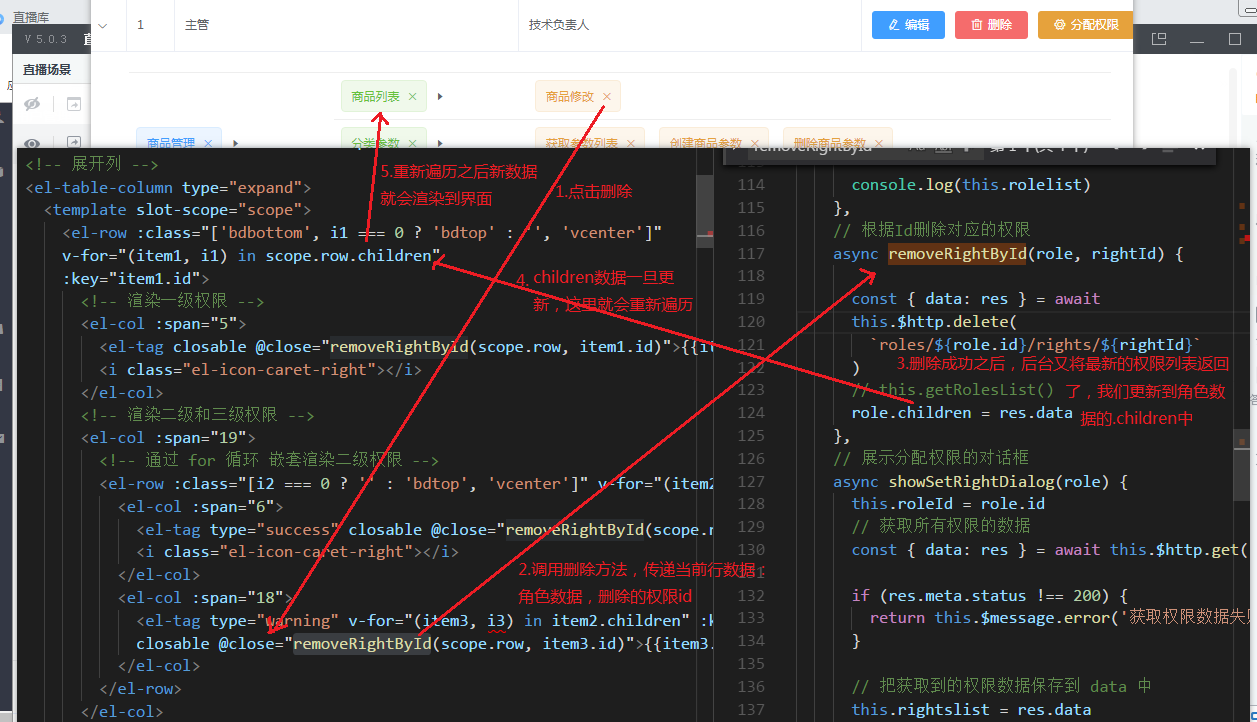 直播库
V 5.0.3
直播场景
1
主管
技术负责人
编辑
删除
分配权限
商品列表
商品修改
商品管理
分类参数
获取参数列表
创建商品参数
删除商品参数
<!-- 展开列 -->
<el-table-column type="expand">
<template slot-scope="scope">
<el-row :class="['bdbottom', i1 === 0 ? 'bdtop' : '', 'vcenter']"
v-for="(item1, i1) in scope.row.children"
:key="item1.id">
<!-- 渲染一级权限 -->
<el-col :span="5">
<el-tag closable @close="removeRightById(scope.row, item1.id)">{{it
<i class="el-icon-caret-right"></i>
</el-col>
<!-- 渲染二级和三级权限 -->
<el-col :span="19">
<!-- 通过 for 循环 嵌套渲染二级权限 -->
<el-row :class="[i2 === 0 ? '' : 'bdtop', 'vcenter']" v-for="(item2
<el-col :span="6">
<el-tag type="success" closable @close="removeRightById(scope.r
<i class="el-icon-caret-right"></i>
</el-col>
<el-col :span="18">
<el-tag type="warning" v-for="(item3, i3) in item2.children" :k
closable @close="removeRightById(scope.row, item3.id)">{{item3.
</el-col>
</el-row>
</el-col>
5.重新遍历之后新数据
就会渲染到界面
1.点击删除
4.
children数据一旦更
新，这里就会重新遍历
2.调用删除方法，传递当前行数据：
角色数据，删除的权限id
removeRightById
114 console.log(this.rolelist)
115 },
116 // 根据Id删除对应的权限
117 async removeRightById(role, rightId) {
118
119 const { data: res } = await
120 this.$http.delete(
121 `roles/${role.id}/rights/${rightId}`
122 )
123 // this.getRolesList()
124 role.children = res.data
125 },
126 // 展示分配权限的对话框
127 async showSetRightDialog(role) {
128 this.roleId = role.id
129 // 获取所有权限的数据
130 const { data: res } = await this.$http.get(
131
132 if (res.meta.status !== 200) {
133 return this.$message.error('获取权限数据失败
134 }
135
136 // 把获取到的权限数据保存到 data 中
137 this.rightslist = res.data
3.删除成功之后，后台又将最新的权限列表返回
了，我们更新到角色数
据的.children中